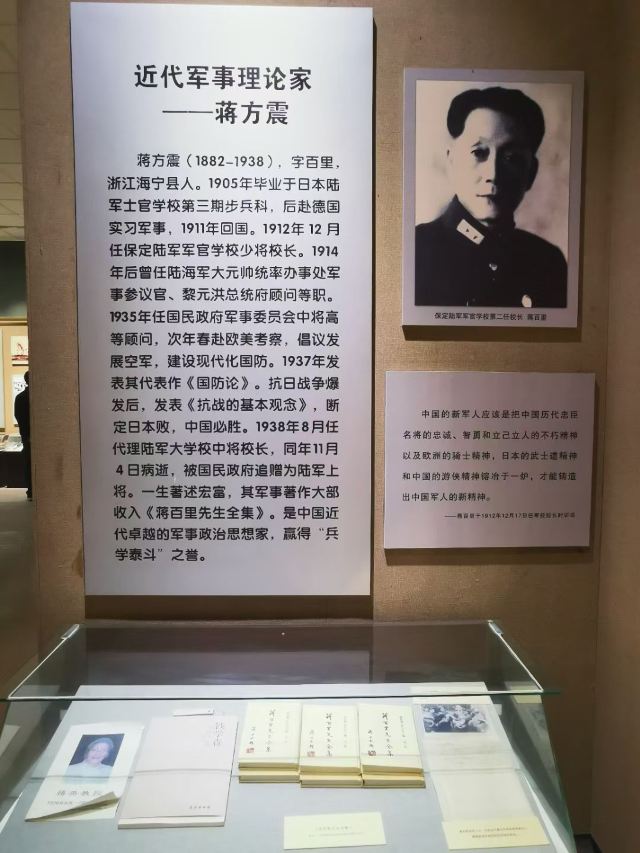 近代军事理论家
——蒋方震
蒋方震（1882-1938），字百里，
浙江海宁县人。1905年毕业于日本陆
军士官学校第三期步兵科，后赴德国
实习军事，1911年回国。1912年12月
任保定陆军军官学校少将校长。1914
年后曾任陆海军大元帅统率办事处军
事参议官、黎元洪总统府顾问等职。
1935年任国民政府军事委员会中将高
等顾问，次年春赴欧美考察，倡议发
展空军，建设现代化国防。1937年发
表其代表作《国防论》。抗日战争爆
发后，发表《抗战的基本观念》，断
定日本败，中国必胜。1938年8月任
代理陆军大学校中将校长，同年11月
4日病逝，被国民政府追赠为陆军上
将。一生著述宏富，其军事著作大部
收入《蒋百里先生全集》。是中国近
代卓越的军事政治思想家，赢得“兵
学泰斗”之誉。
保定陆军军官学校第二任校长 蒋百里
中国的新军人应该是把中国历代忠臣
名将的忠诚、智勇和立己立人的不朽精神
以及欧洲的骑士精神，日本的武士道精神
和中国的游侠精神镕冶于一炉，才能铸造
出中国军人的新精神。
蒋百里先生全集